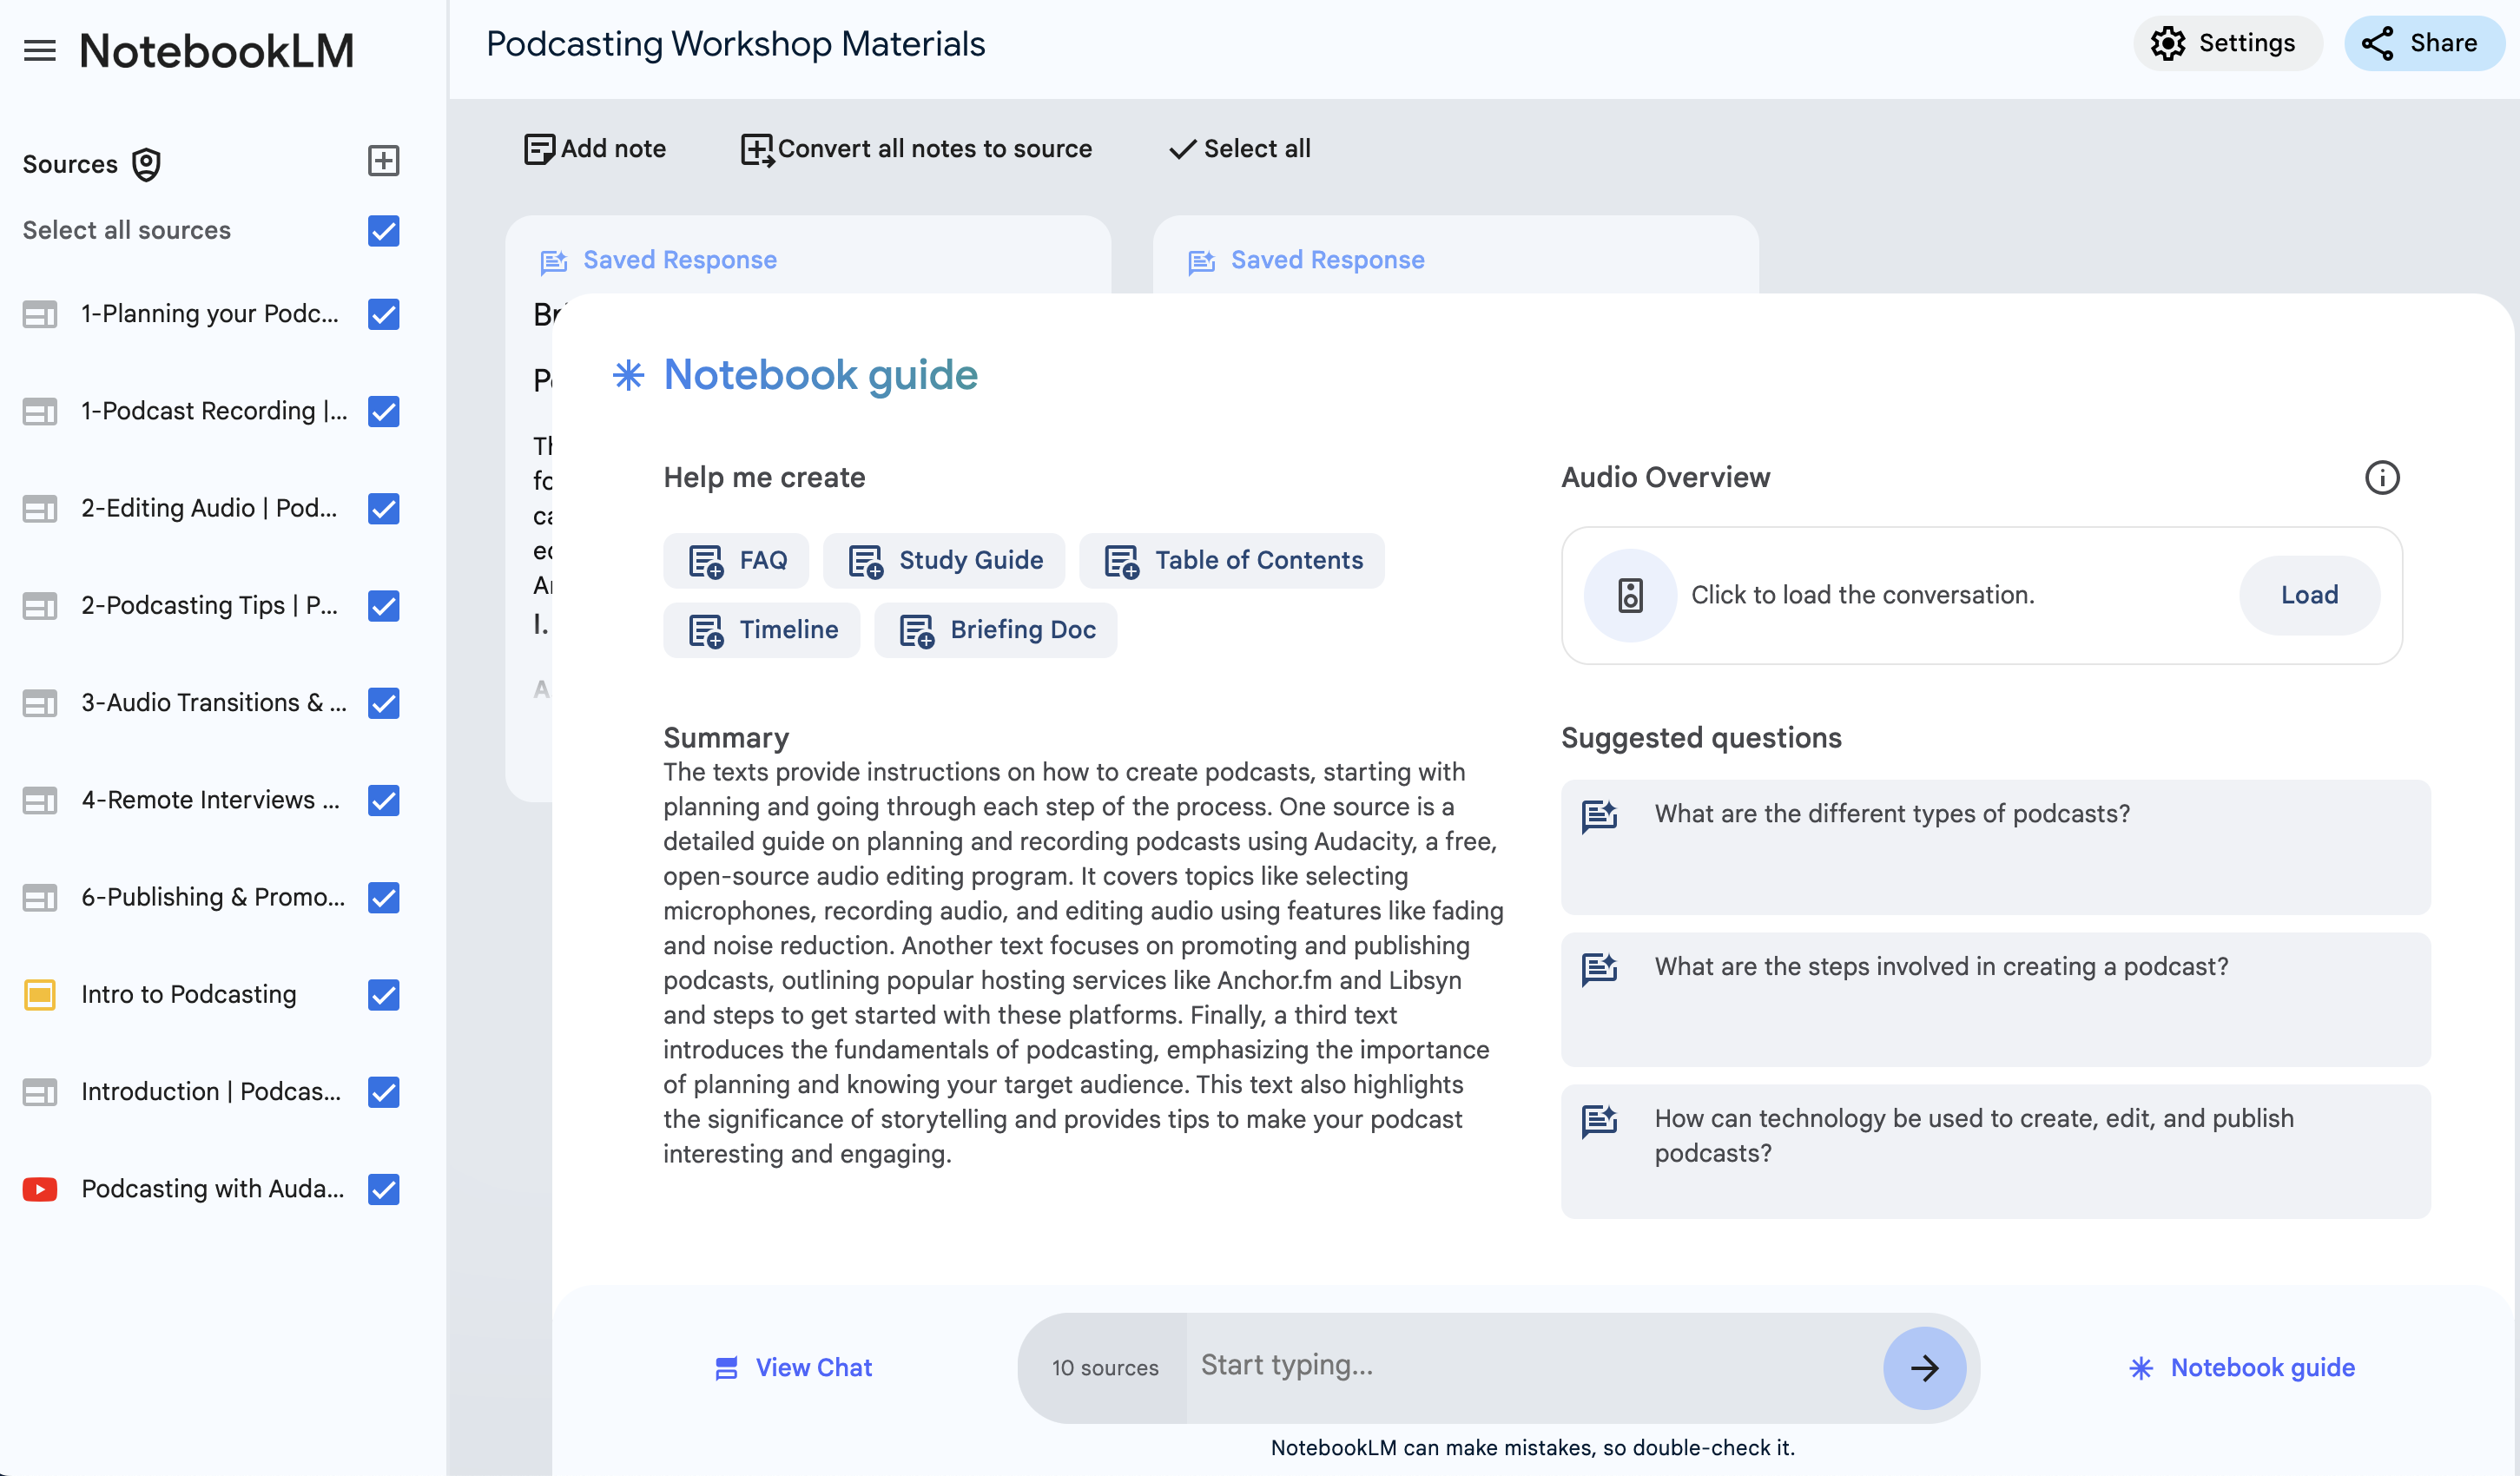 NotebookLM
Podcasting Workshop Materials
Settings
Share
Sources
Select all sources
1-Planning your Podc...
1-Podcast Recording |...
2-Editing Audio | Pod...
2-Podcasting Tips | P...
3-Audio Transitions & ...
4-Remote Interviews ...
6-Publishing & Promo...
Intro to Podcasting
Introduction | Podcas...
Podcasting with Auda...
Add note
Convert all notes to source
Select all
Saved Response
Saved Response
I.
A
Notebook guide
Help me create
FAQ
Study Guide
Table of Contents
Timeline
Briefing Doc
Summary
The texts provide instructions on how to create podcasts, starting with
planning and going through each step of the process. One source is a
detailed guide on planning and recording podcasts using Audacity, a free,
open-source audio editing program. It covers topics like selecting
microphones, recording audio, and editing audio using features like fading
and noise reduction. Another text focuses on promoting and publishing
podcasts, outlining popular hosting services like Anchor.fm and Libsyn
and steps to get started with these platforms. Finally, a third text
introduces the fundamentals of podcasting, emphasizing the importance
of planning and knowing your target audience. This text also highlights
the significance of storytelling and provides tips to make your podcast
interesting and engaging.
Audio Overview
Click to load the conversation.
Load
Suggested questions
What are the different types of podcasts?
What are the steps involved in creating a podcast?
How can technology be used to create, edit, and publish
podcasts?
View Chat
10 sources
Start typing...
Notebook guide
NotebookLM can make mistakes, so double-check it.